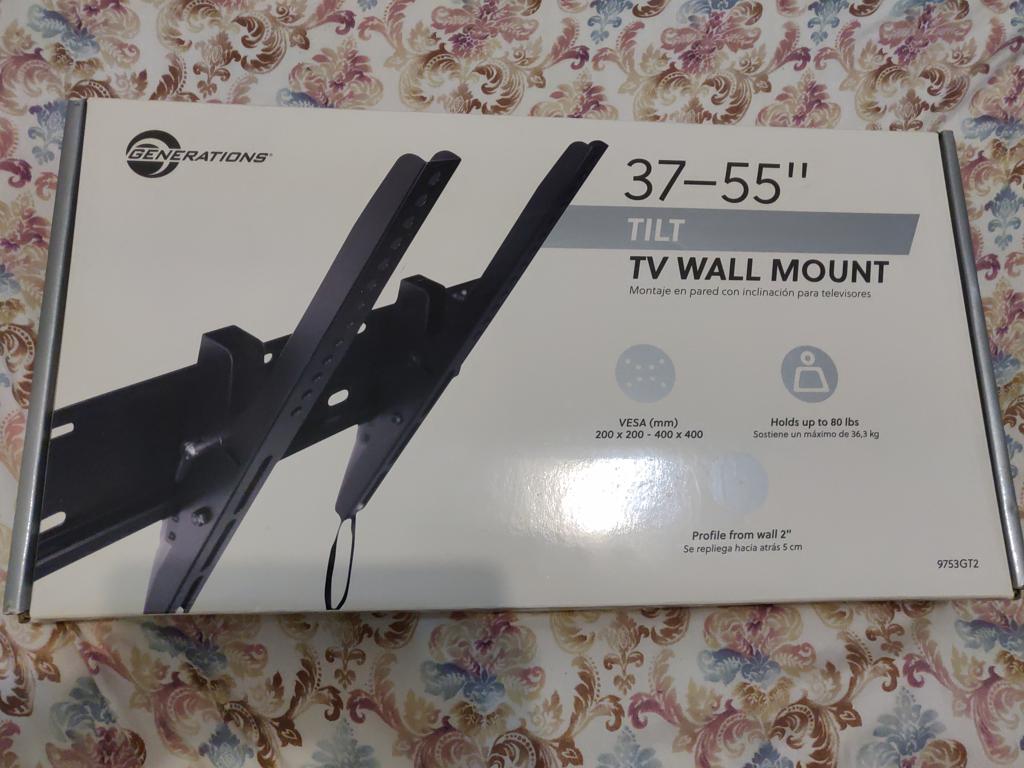 GENERATIONS®
37–55"
TILT
TV WALL MOUNT
Montaje en pared con inclinación para televisores
VESA (mm)
200 x 200 - 400 x 400
Holds up to 80 lbs
Sostiene un máximo de 36,3 kg
Profile from wall 2"
Se repliega hacia atrás 5 cm
9753GT2